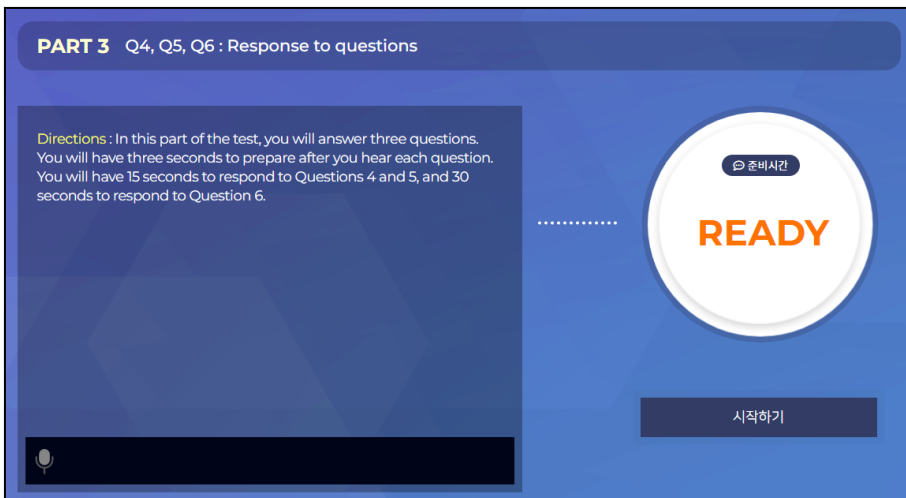 PART 3 Q4, Q5, Q6 : Response to questions
Directions : In this part of the test, you will answer three questions.
You will have three seconds to prepare after you hear each question.
You will have 15 seconds to respond to Questions 4 and 5, and 30
seconds to respond to Question 6.
준비시간
READY
시작하기